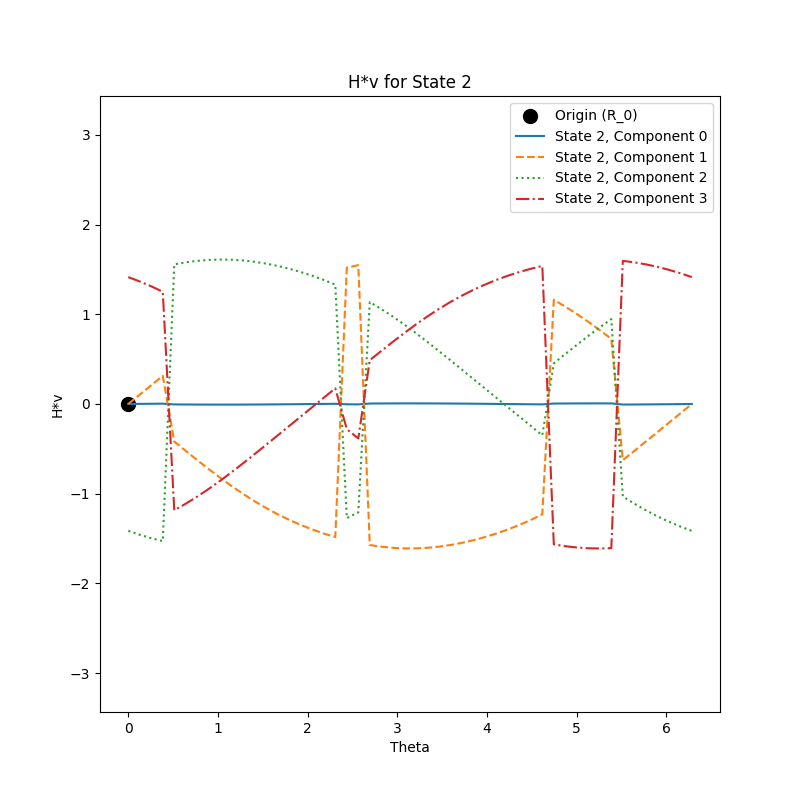 H*v for State 2
Origin (R_0)
State 2, Component 0
State 2, Component 1
State 2, Component 2
State 2, Component 3
H*v
3
2
1
0
−1
−2
−3
0 1 2 3 4 5 6
Theta